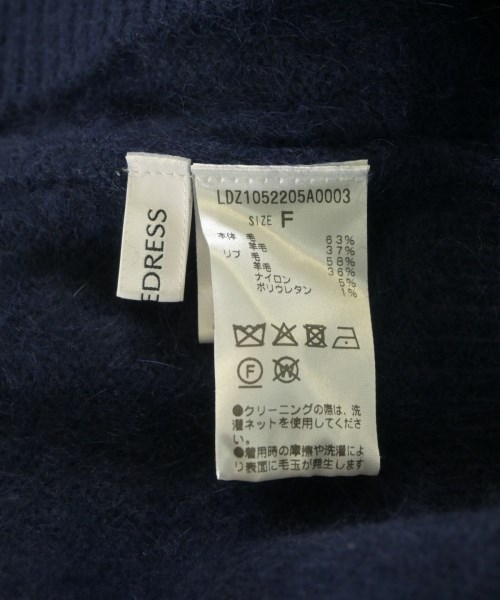 EDRESS
LDZ1052205A0003
SIZE F
本体 毛 63%
羊毛 37%
リブ 毛 58%
羊毛 36%
ナイロン 5%
ポリウレタン 1%
F W
●クリーニングの際は、洗
濯ネットを使用してくださ
い。
●着用時の摩擦や洗濯によ
り表面に毛玉が発生します